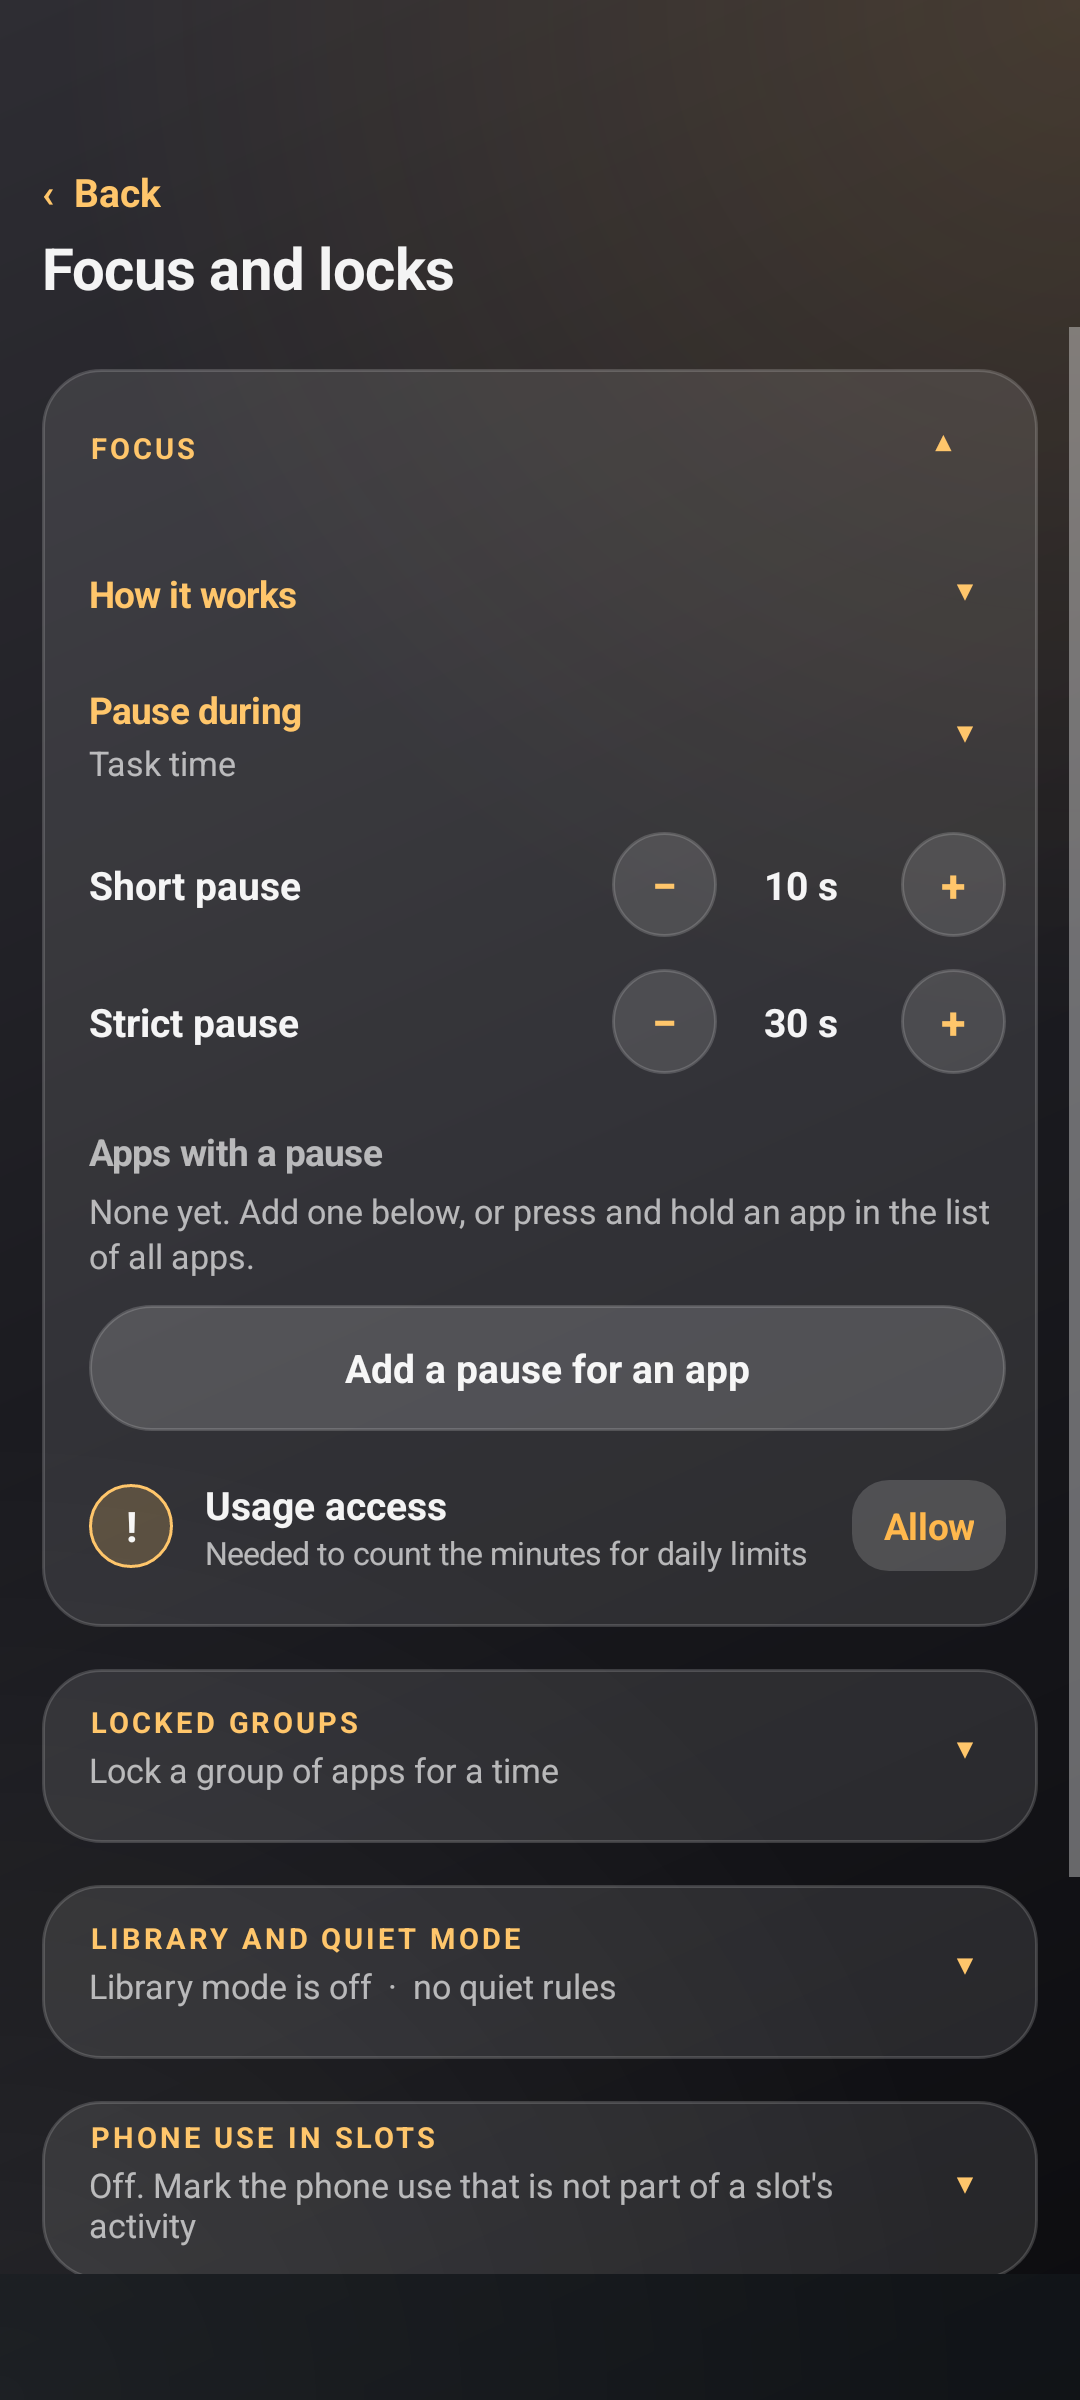 ‹ Back
Focus and locks
FOCUS ▲
How it works ▼
Pause during ▼
Task time
Short pause − 10 s +
Strict pause − 30 s +
Apps with a pause
None yet. Add one below, or press and hold an app in the list
of all apps.
Add a pause for an app
! Usage access
Needed to count the minutes for daily limits
Allow
LOCKED GROUPS ▼
Lock a group of apps for a time
LIBRARY AND QUIET MODE ▼
Library mode is off · no quiet rules
PHONE USE IN SLOTS ▼
Off. Mark the phone use that is not part of a slot's
activity